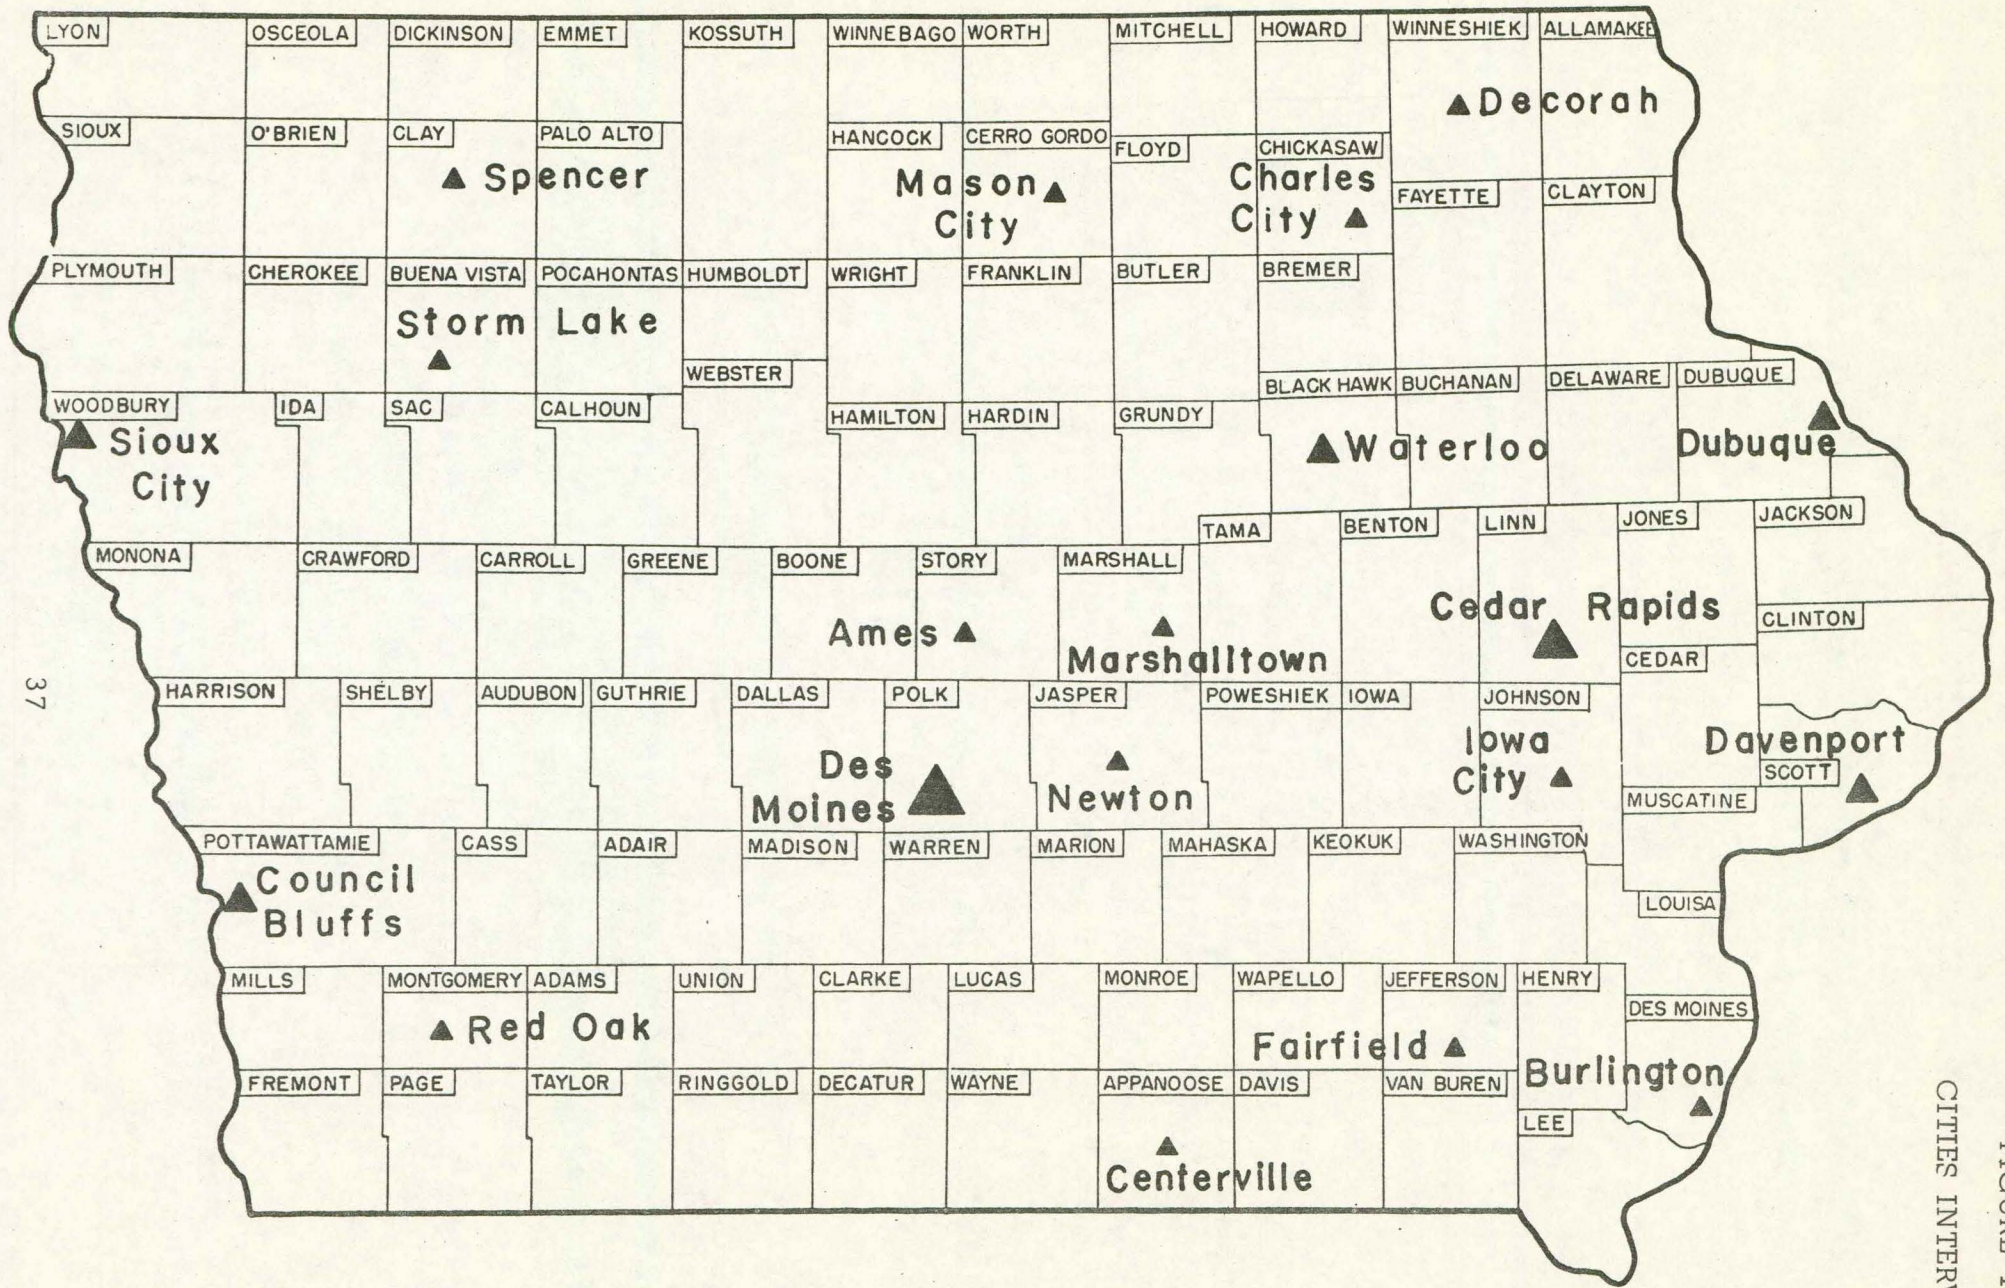 LYON
OSCEOLA
DICKINSON
EMMET
KOSSUTH
WINNEBAGO
WORTH
MITCHELL
HOWARD
WINNESHIEK
ALLAMAKEE
Decorah
SIOUX
O'BRIEN
CLAY
PALO ALTO
HANCOCK
CERRO GORDO
FLOYD
CHICKASAW
Spencer
Mason
City
Charles
City
FAYETTE
CLAYTON
PLYMOUTH
CHEROKEE
BUENA VISTA
POCAHONTAS
HUMBOLDT
WRIGHT
FRANKLIN
BUTLER
BREMER
Storm Lake
WEBSTER
BLACK HAWK
BUCHANAN
DELAWARE
DUBUQUE
WOODBURY
IDA
SAC
CALHOUN
HAMILTON
HARDIN
GRUNDY
Sioux
City
Waterloo
Dubuque
TAMA
BENTON
LINN
JONES
JACKSON
MONONA
CRAWFORD
CARROLL
GREENE
BOONE
STORY
MARSHALL
Ames
Marshalltown
Cedar Rapids
CLINTON
CEDAR
HARRISON
SHELBY
AUDUBON
GUTHRIE
DALLAS
POLK
JASPER
POWESHIEK
IOWA
JOHNSON
Des
Moines
Newton
Iowa
City
Davenport
SCOTT
MUSCATINE
POTTAWATTAMIE
CASS
ADAIR
MADISON
WARREN
MARION
MAHASKA
KEOKUK
WASHINGTON
Council
Bluffs
LOUISA
MILLS
MONTGOMERY
ADAMS
UNION
CLARKE
LUCAS
MONROE
WAPELLO
JEFFERSON
HENRY
DES MOINES
Red Oak
Fairfield
Burlington
FREMONT
PAGE
TAYLOR
RINGGOLD
DECATUR
WAYNE
APPANOOSE
DAVIS
VAN BUREN
LEE
Centerville
37
CITIES